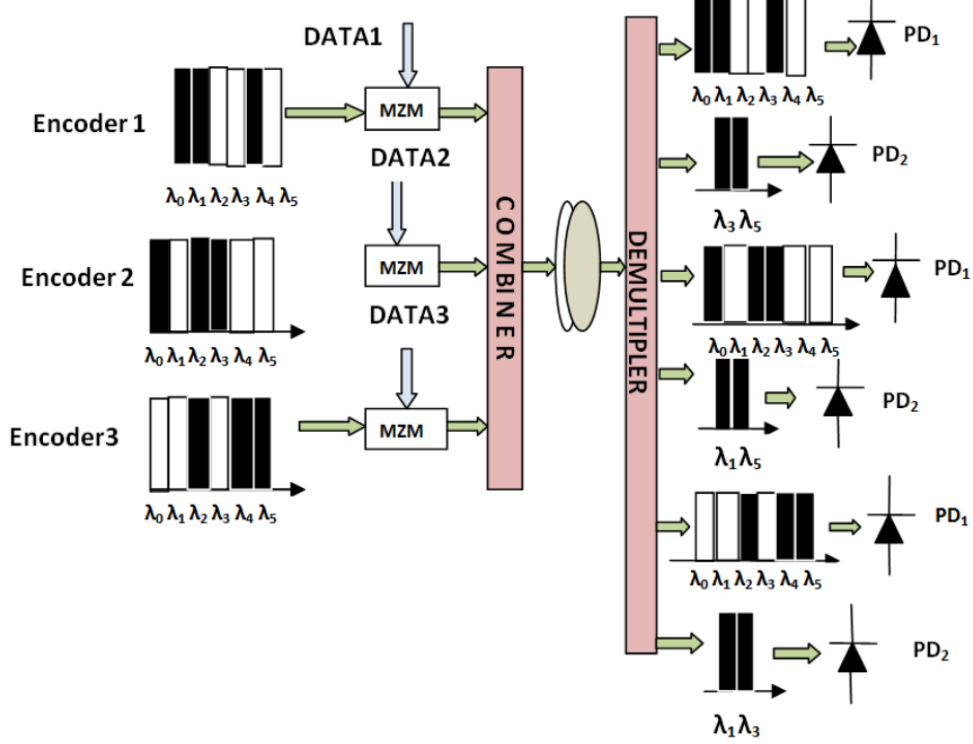 DATA1
Encoder 1
MZM
λ0 λ1 λ2 λ3 λ4 λ5
DATA2
Encoder 2
MZM
λ0 λ1 λ2 λ3 λ4 λ5
DATA3
Encoder3
MZM
λ0 λ1 λ2 λ3 λ4 λ5
COMBINER
DEMULTIPLER
PD1
λ0 λ1 λ2 λ3 λ4 λ5
PD2
λ3 λ5
PD1
λ0 λ1 λ2 λ3 λ4 λ5
PD2
λ1 λ5
PD1
λ0 λ1 λ2 λ3 λ4 λ5
PD2
λ1 λ3